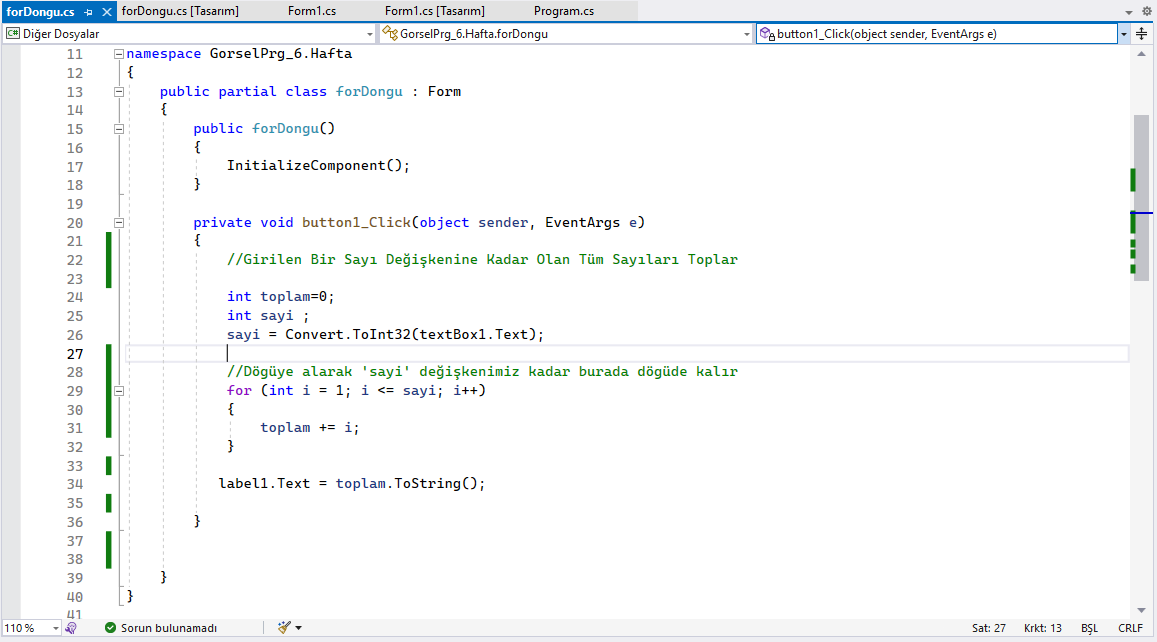 forDongu.cs forDongu.cs [Tasarım] Form1.cs Form1.cs [Tasarım] Program.cs
C# Diğer Dosyalar GorselPrg_6.Hafta.forDongu button1_Click(object sender, EventArgs e)
11 namespace GorselPrg_6.Hafta
12 {
13 public partial class forDongu : Form
14 {
15 public forDongu()
16 {
17 InitializeComponent();
18 }
19
20 private void button1_Click(object sender, EventArgs e)
21 {
22 //Girilen Bir Sayı Değişkenine Kadar Olan Tüm Sayıları Toplar
23
24 int toplam=0;
25 int sayi ;
26 sayi = Convert.ToInt32(textBox1.Text);
27
28 //Dögüye alarak 'sayi' değişkenimiz kadar burada dögüde kalır
29 for (int i = 1; i <= sayi; i++)
30 {
31 toplam += i;
32 }
33
34 label1.Text = toplam.ToString();
35
36 }
37
38
39 }
40 }
41
110 % Sorun bulunamadı Sat: 27 Krkt: 13 BŞL CRLF